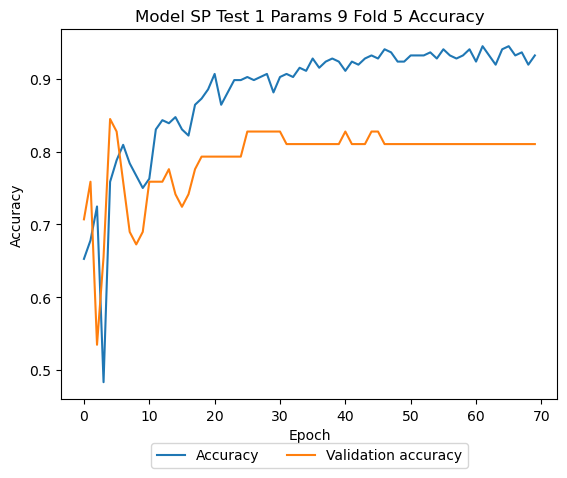 Model SP Test 1 Params 9 Fold 5 Accuracy
Accuracy
0.9
0.8
0.7
0.6
0.5
0 10 20 30 40 50 60 70
Epoch
Accuracy Validation accuracy